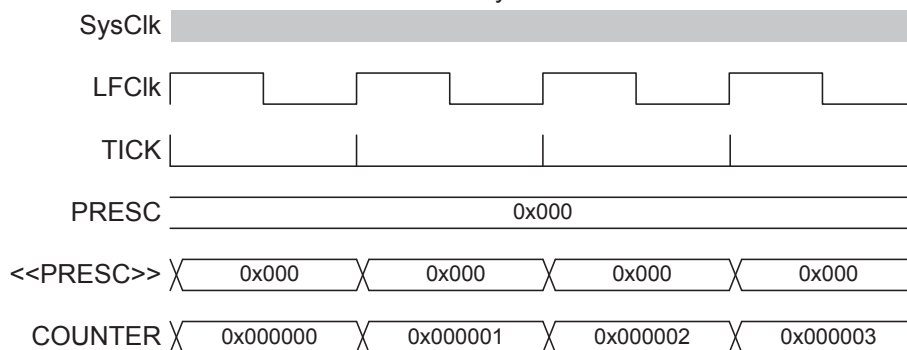 SysClk
LFClk
TICK
PRESC 0x000
<<PRESC>> 0x000 0x000 0x000 0x000
COUNTER 0x000000 0x000001 0x000002 0x000003